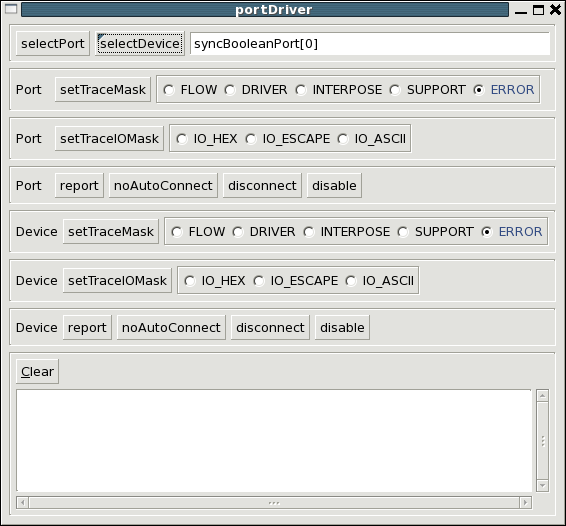 portDriver
selectPort selectDevice syncBooleanPort[0]
Port setTraceMask FLOW DRIVER INTERPOSE SUPPORT ERROR
Port setTraceIOMask IO_HEX IO_ESCAPE IO_ASCII
Port report noAutoConnect disconnect disable
Device setTraceMask FLOW DRIVER INTERPOSE SUPPORT ERROR
Device setTraceIOMask IO_HEX IO_ESCAPE IO_ASCII
Device report noAutoConnect disconnect disable
Clear